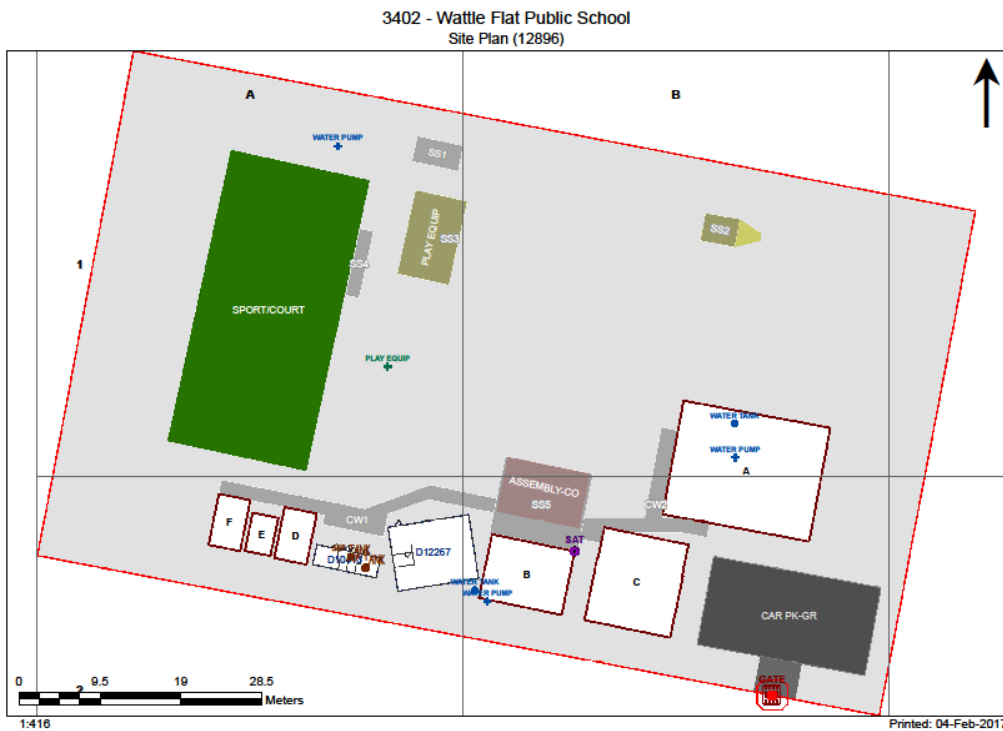 3402 - Wattle Flat Public School
Site Plan (12896)
A
B
WATER PUMP
SS1
PLAY EQUIP
SS3
SS2
SS4
1
SPORT/COURT
PLAY EQUIP
WATER TANK
WATER PUMP
A
ASSEMBLY-CO
SS5
CW2
CW1
F
E
D
D12267
SAT
B
C
WATER TANK
WATER PUMP
CAR PK-GR
GATE
0 9.5 19 28.5
Meters
2
1:416
Printed: 04-Feb-2017